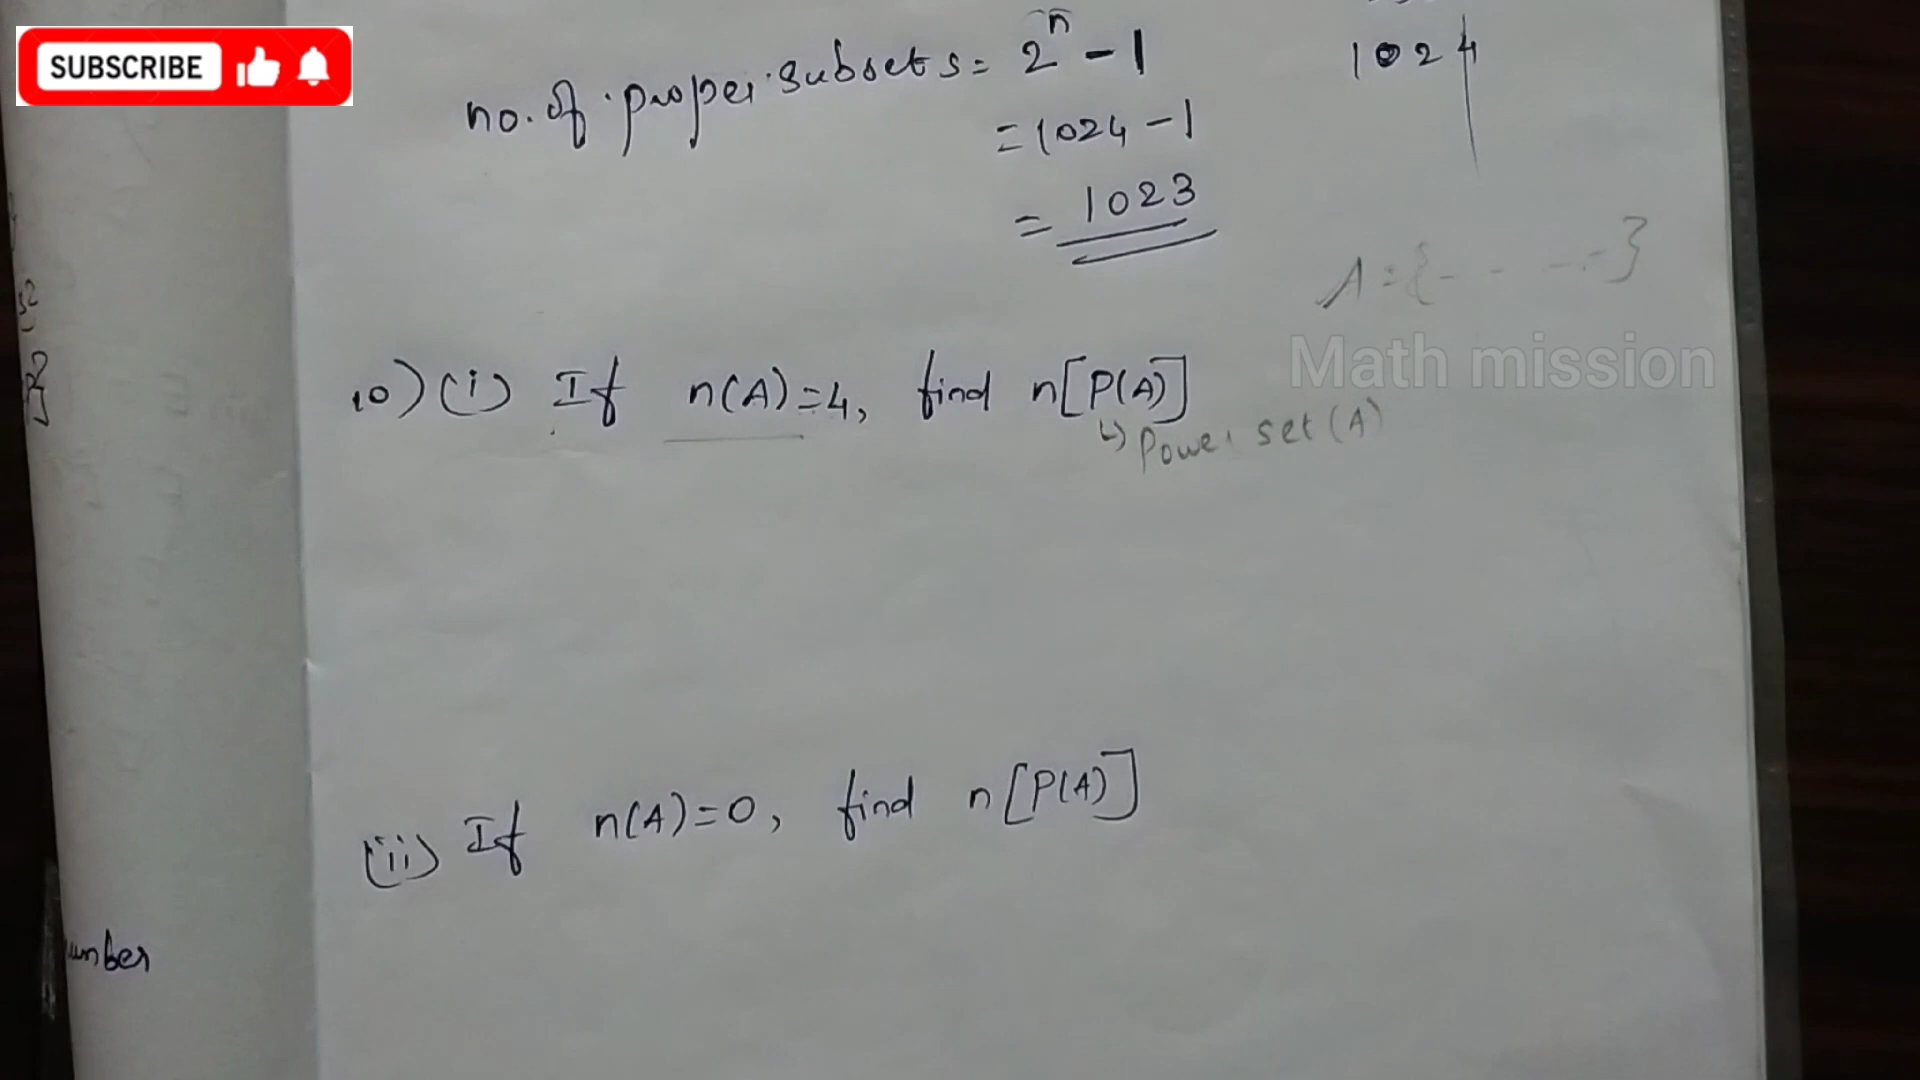 SUBSCRIBE
no. of proper subsets = 2ⁿ - 1
1024
= 1024 - 1
= 1023
A = { - - - - }
Math mission
10) (i) If n(A)=4, find n[P(A)]
↳ Power set (A)
(ii) If n(A)=0, find n[P(A)]
umber